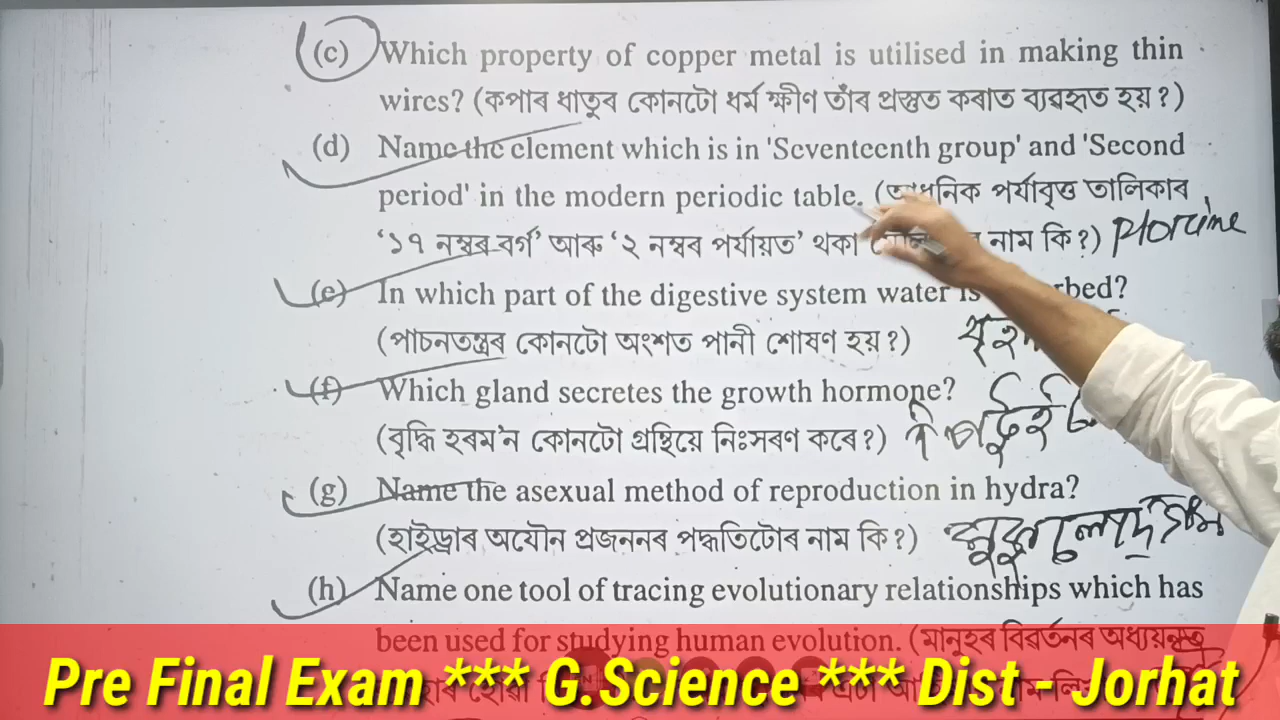 (c) Which property of copper metal is utilised in making thin
wires? (কপাৰ ধাতুৰ কোনটো ধৰ্ম ক্ষীণ তাঁৰ প্ৰস্তুত কৰাত ব্যৱহৃত হয় ?)
(d) Name the element which is in 'Seventeenth group' and 'Second
period' in the modern periodic table. (আধুনিক পৰ্যাবৃত্ত তালিকাৰ
‘১৭ নম্বৰ বৰ্গ’ আৰু ‘২ নম্বৰ পৰ্যায়ত’ থকা নাম কি ?)
(e) In which part of the digestive system water is
(পাচনতন্ত্ৰৰ কোনটো অংশত পানী শোষণ হয় ?)
(f) Which gland secretes the growth hormone?
(বৃদ্ধি হৰম'ন কোনটো গ্ৰন্থিয়ে নিঃসৰণ কৰে ?)
(g) Name the asexual method of reproduction in hydra?
(হাইড্ৰাৰ অযৌন প্ৰজননৰ পদ্ধতিটোৰ নাম কি ?)
(h) Name one tool of tracing evolutionary relationships which has
been used for studying human evolution. (মানুহৰ বিৱৰ্তনৰ
Pre Final Exam *** G.Science *** Dist - Jorhat